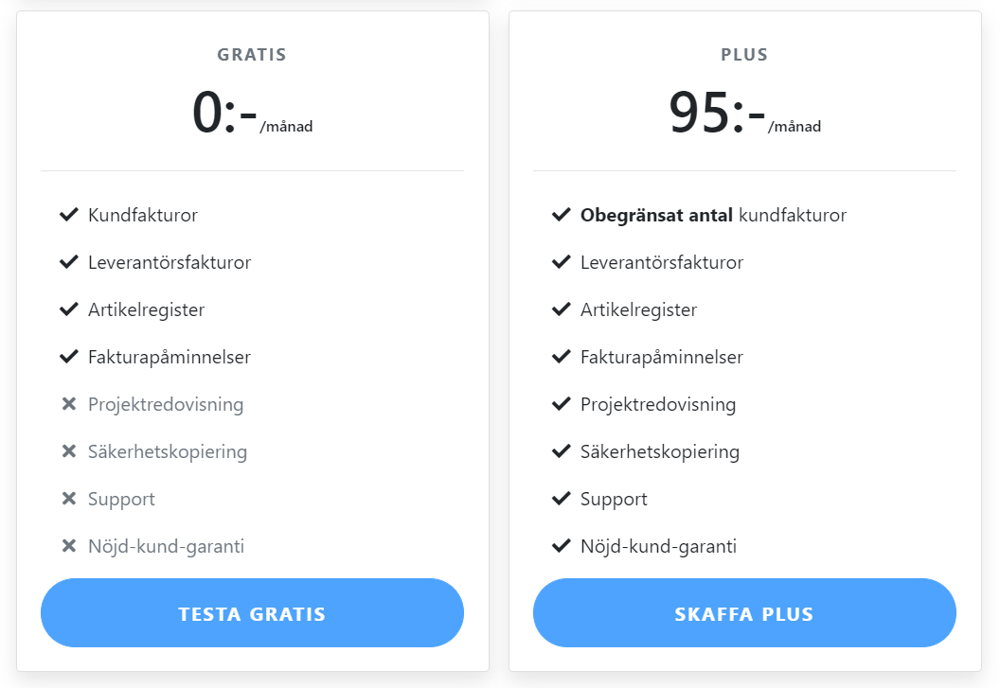 GRATIS
0:-/månad
Kundfakturor
Leverantörsfakturor
Artikelregister
Fakturapåminnelser
Projektredovisning
Säkerhetskopiering
Support
Nöjd-kund-garanti
TESTA GRATIS
PLUS
95:-/månad
Obegränsat antal kundfakturor
Leverantörsfakturor
Artikelregister
Fakturapåminnelser
Projektredovisning
Säkerhetskopiering
Support
Nöjd-kund-garanti
SKAFFA PLUS